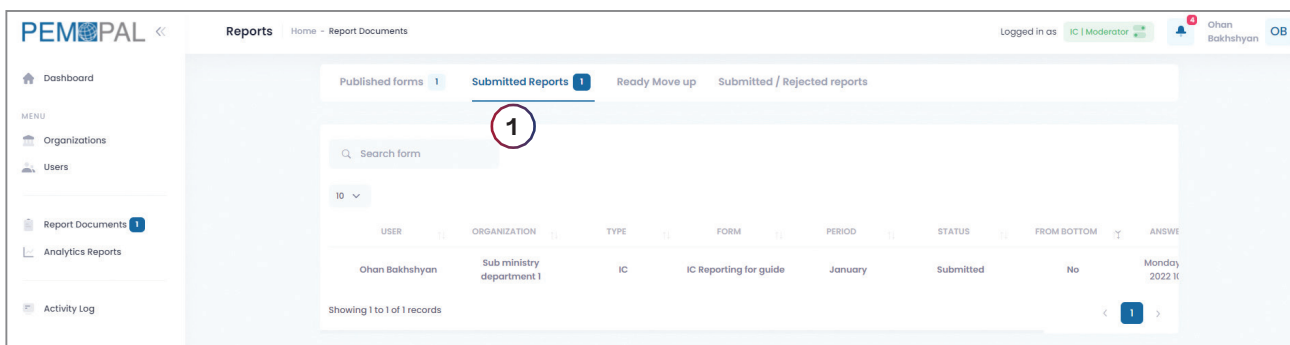 PEMPAL «
Reports Home - Report Documents
Logged in as IC | Moderator
4
Ohan
Bakhshyan
OB
Dashboard
MENU
Organizations
Users
Report Documents 1
Analytics Reports
Activity Log
Published forms 1 Submitted Reports 1 Ready Move up Submitted / Rejected reports
1
Search form
10
USER ORGANIZATION TYPE FORM PERIOD STATUS FROM BOTTOM ANSWE
Ohan Bakhshyan Sub ministry department 1 IC IC Reporting for guide January Submitted No Monday 2022
Showing 1 to 1 of 1 records
< 1 >